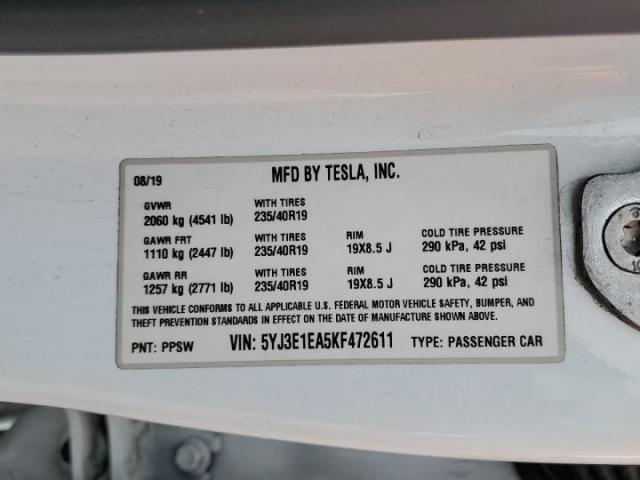 08/19 MFD BY TESLA, INC.
GVWR WITH TIRES
2060 kg (4541 lb) 235/40R19
GAWR FRT WITH TIRES RIM COLD TIRE PRESSURE
1110 kg (2447 lb) 235/40R19 19X8.5 J 290 kPa, 42 psi
GAWR RR WITH TIRES RIM COLD TIRE PRESSURE
1257 kg (2771 lb) 235/40R19 19X8.5 J 290 kPa, 42 psi
THIS VEHICLE CONFORMS TO ALL APPLICABLE U.S. FEDERAL MOTOR VEHICLE SAFETY, BUMPER, AND
THEFT PREVENTION STANDARDS IN EFFECT ON THE DATE OF MANUFACTURE SHOWN ABOVE.
PNT: PPSW VIN: 5YJ3E1EA5KF472611 TYPE: PASSENGER CAR